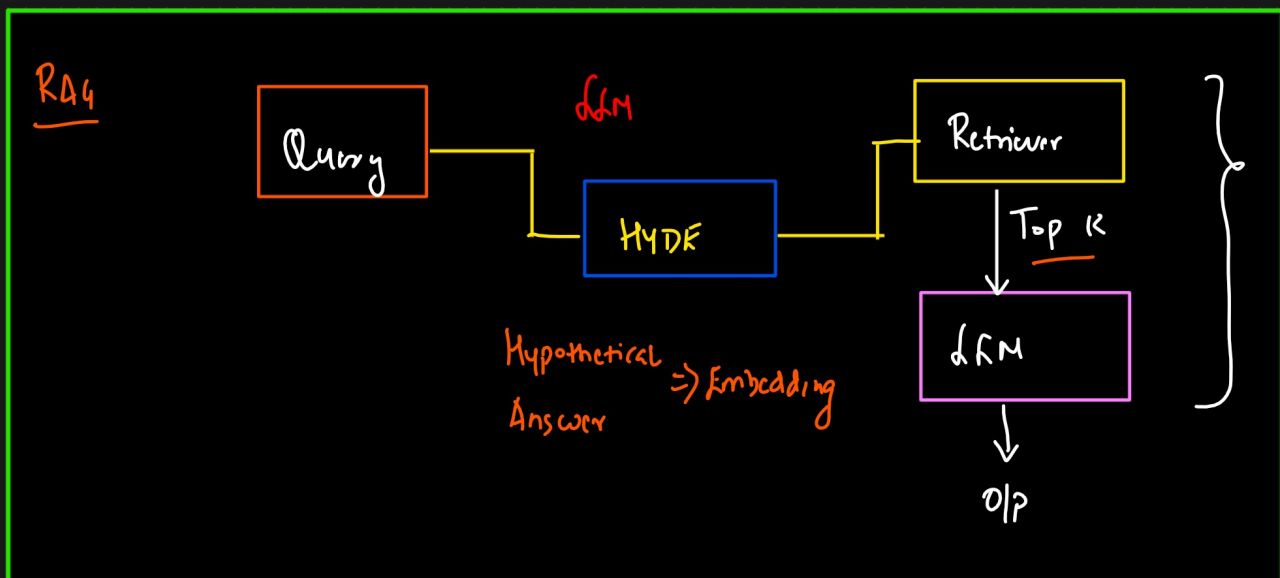 RAG
Query
LLM
HYDE
Retriever
Top K
LLM
Hypothetical
Answer
=> Embedding
O/P